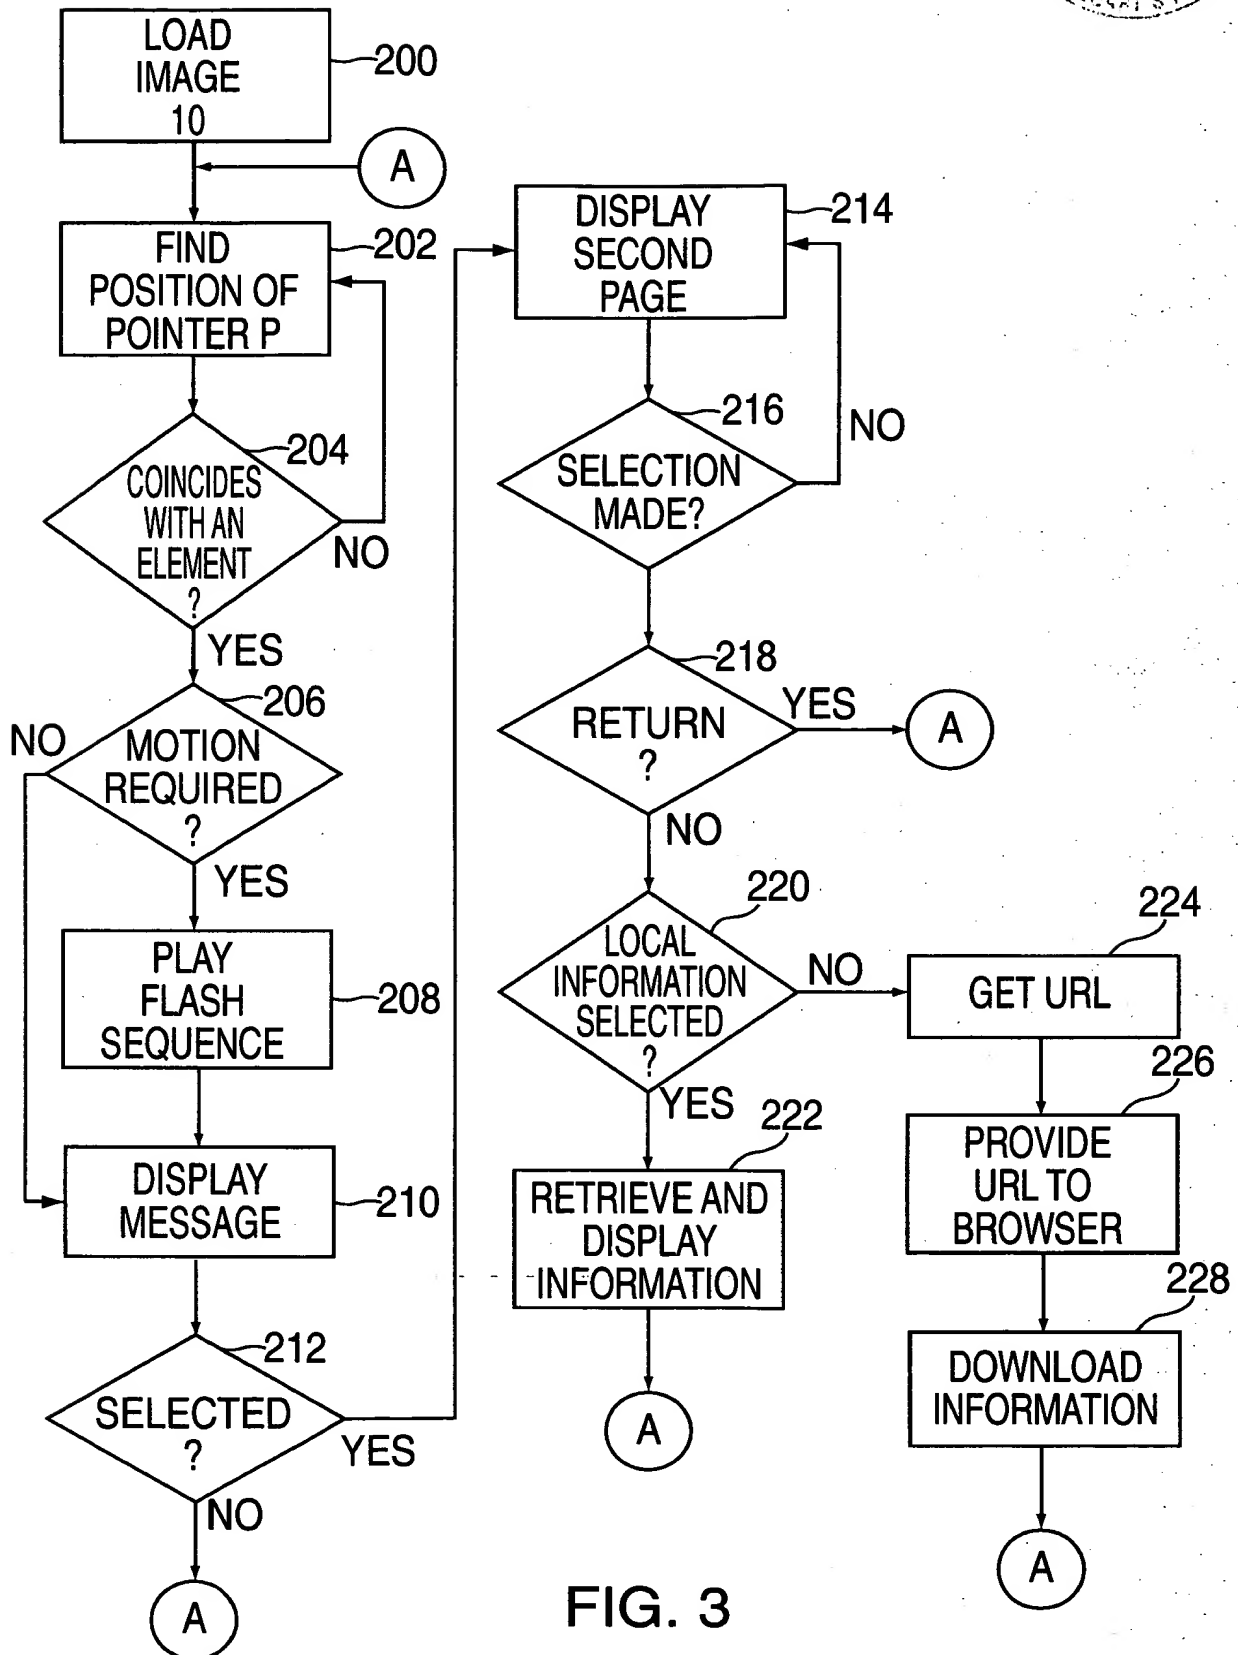 LOAD
IMAGE
10
200
A
FIND
POSITION OF
POINTER P
202
COINCIDES
WITH AN
ELEMENT
?
204
NO
YES
206
NO
MOTION
REQUIRED
?
YES
PLAY
FLASH
SEQUENCE
208
DISPLAY
MESSAGE
210
212
SELECTED
?
YES
NO
A
DISPLAY
SECOND
PAGE
214
216
SELECTION
MADE?
NO
218
RETURN
?
YES
A
NO
220
LOCAL
INFORMATION
SELECTED
?
NO
YES
222
RETRIEVE AND
DISPLAY
INFORMATION
A
224
GET URL
226
PROVIDE
URL TO
BROWSER
228
DOWNLOAD
INFORMATION
A
FIG. 3